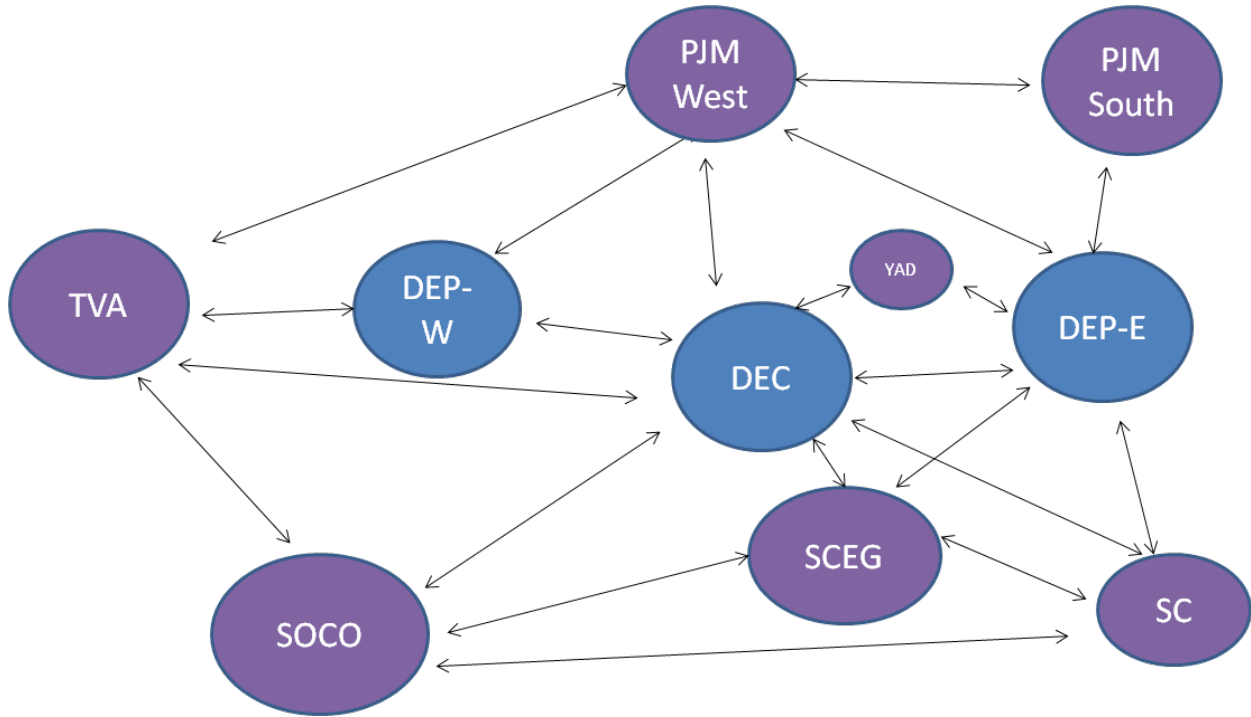 PJM
West
PJM
South
TVA
DEP-
W
YAD
DEP-E
DEC
SCEG
SOCO
SC